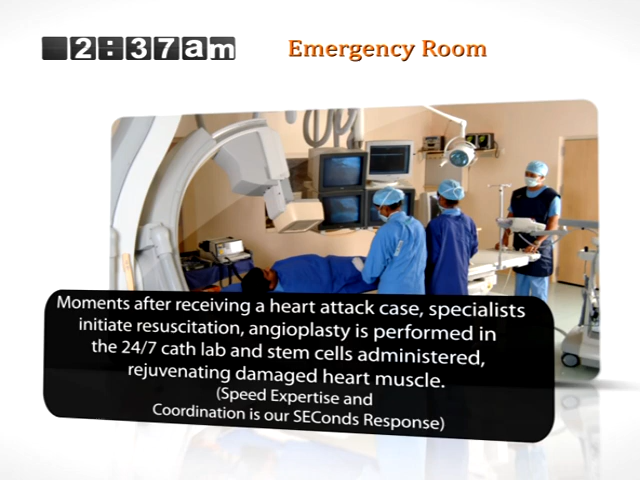 2:37am
Emergency Room
Moments after receiving a heart attack case, specialists
initiate resuscitation, angioplasty is performed in
the 24/7 cath lab and stem cells administered,
rejuvenating damaged heart muscle.
(Speed Expertise and
Coordination is our SEConds Response)